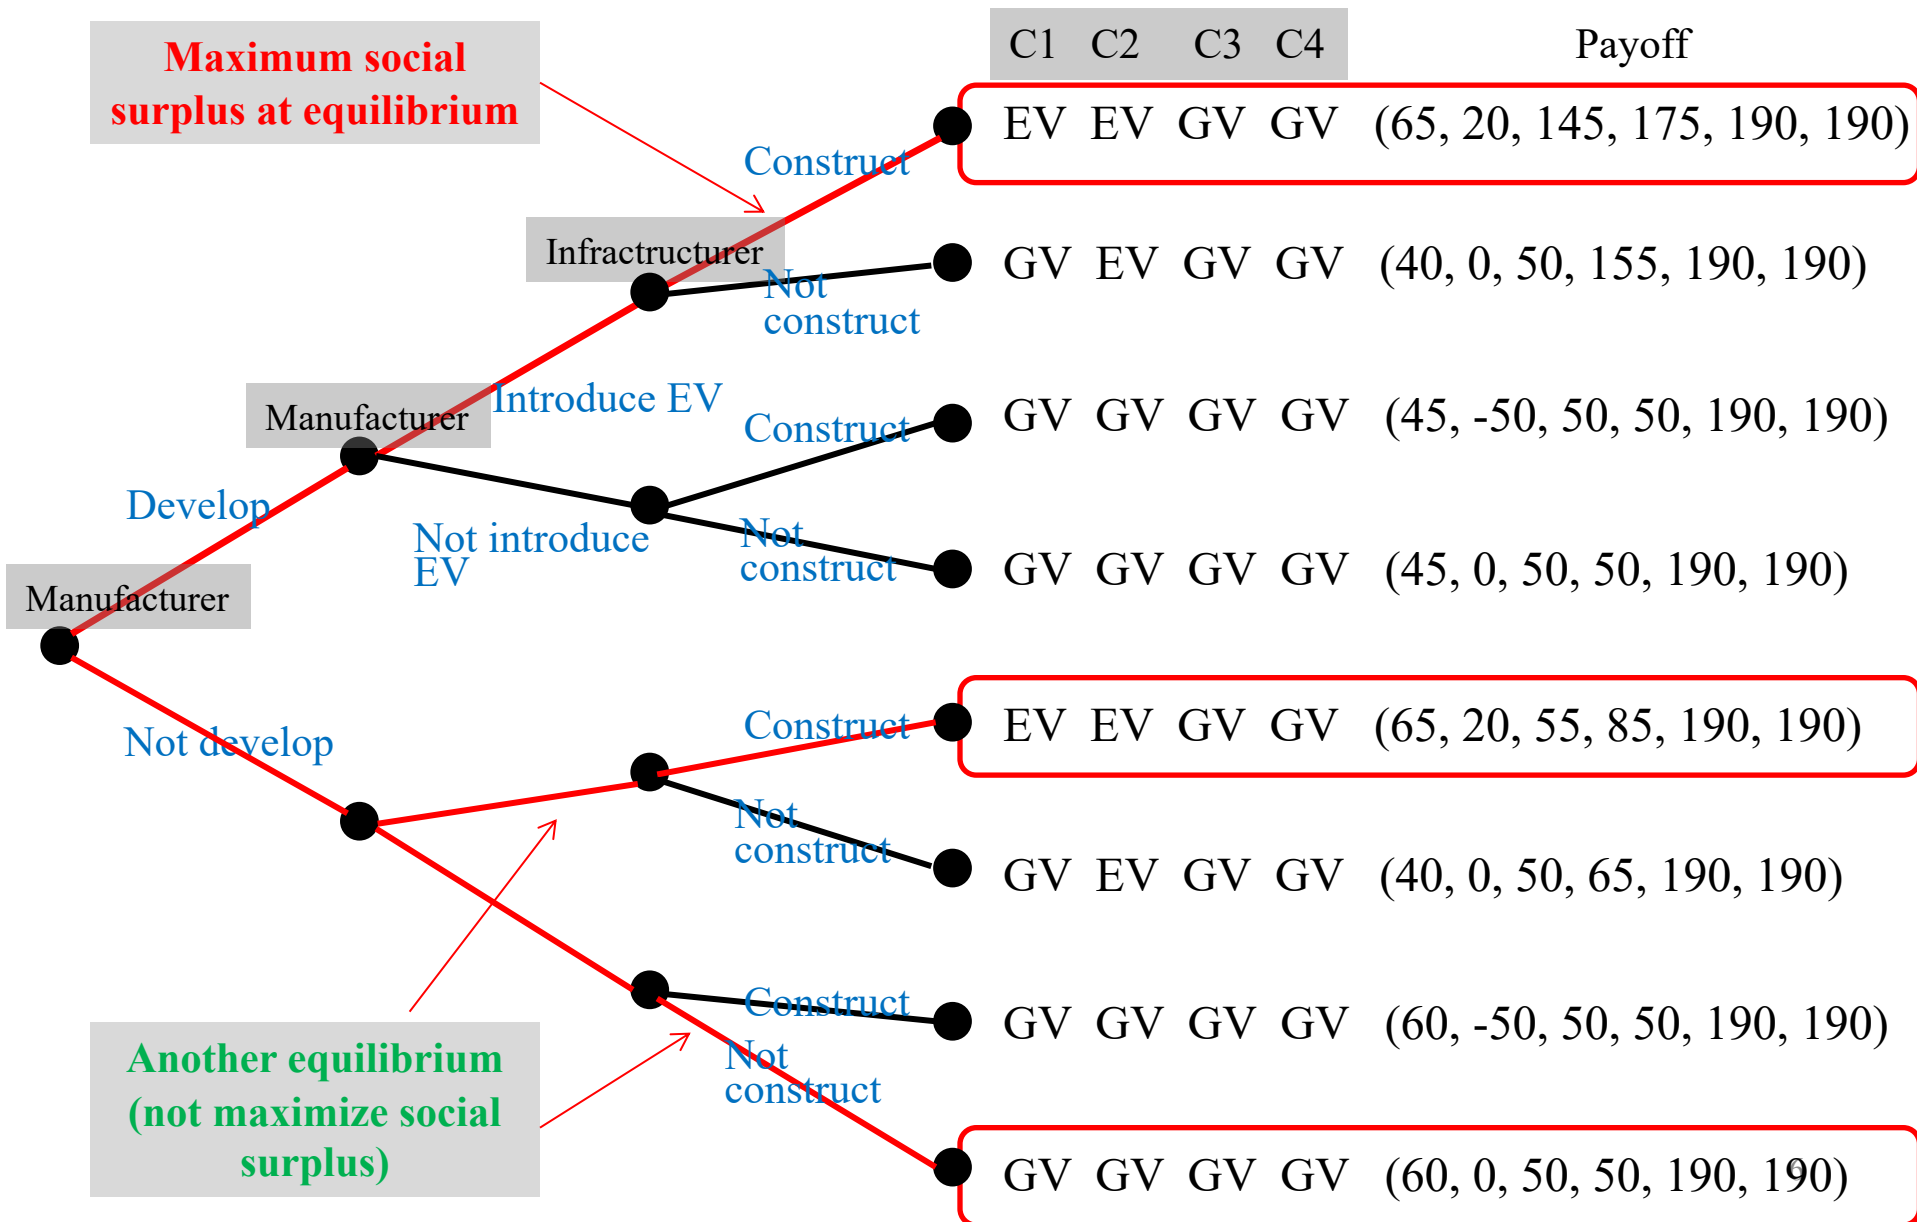 C1 C2 C3 C4 Payoff
Maximum social
surplus at equilibrium
EV EV GV GV (65, 20, 145, 175, 190, 190)
Construct
Infractructurer
GV EV GV GV (40, 0, 50, 155, 190, 190)
Not
construct
Introduce EV
Manufacturer
Construct
GV GV GV GV (45, -50, 50, 50, 190, 190)
Develop
Not introduce
EV
Not
construct
GV GV GV GV (45, 0, 50, 50, 190, 190)
Manufacturer
Not develop
Construct
EV EV GV GV (65, 20, 55, 85, 190, 190)
Not
construct
GV EV GV GV (40, 0, 50, 65, 190, 190)
Construct
GV GV GV GV (60, -50, 50, 50, 190, 190)
Another equilibrium
(not maximize social
surplus)
Not
construct
GV GV GV GV (60, 0, 50, 50, 190, 190)
6